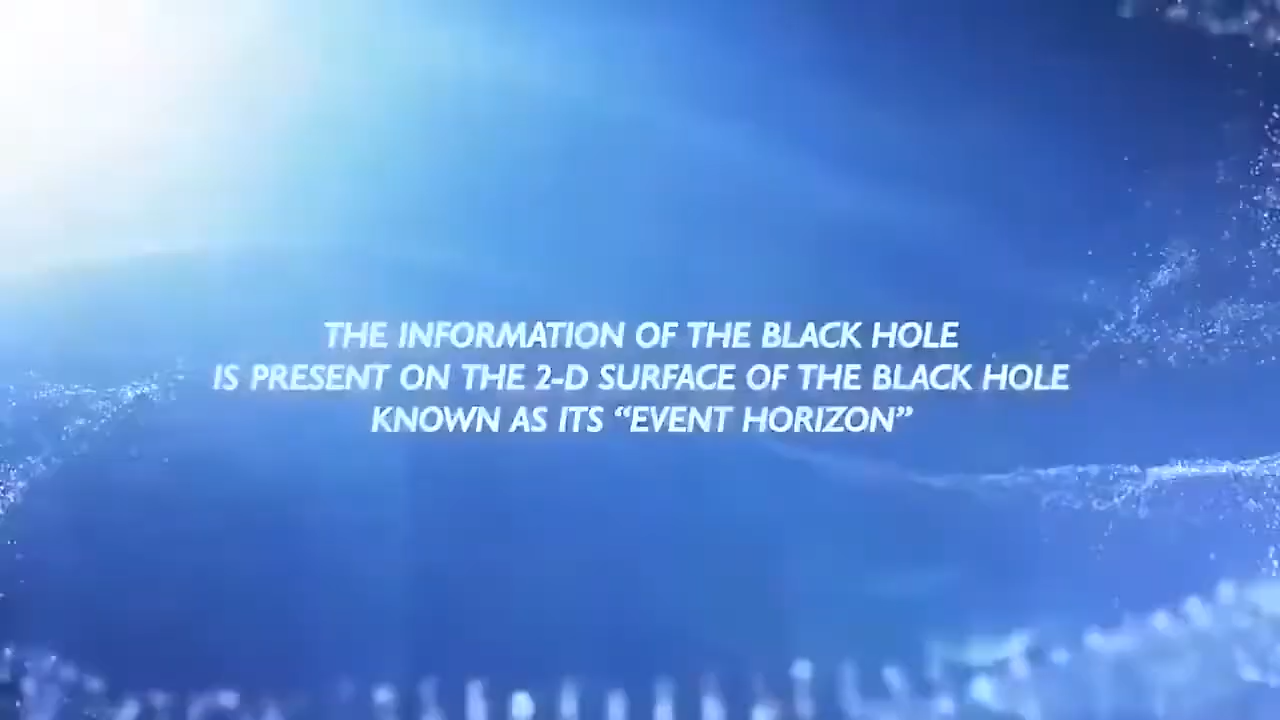 THE INFORMATION OF THE BLACK HOLE
IS PRESENT ON THE 2-D SURFACE OF THE BLACK HOLE
KNOWN AS ITS “EVENT HORIZON”